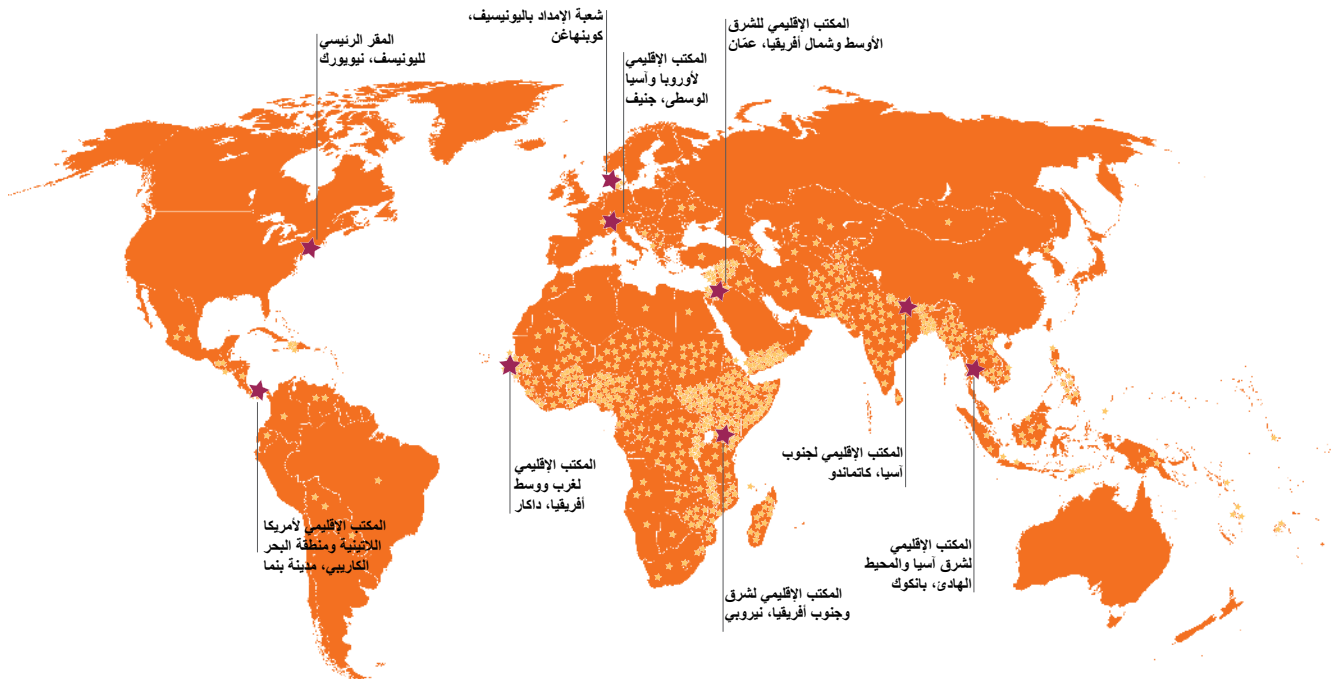 شعبة الإمداد باليونيسيف،
كوبنهاغن
المكتب الإقليمي للشرق
الأوسط وشمال أفريقيا، عمّان
المقر الرئيسي
لليونيسف، نيويورك
المكتب الإقليمي
لأوروبا وآسيا
الوسطى، جنيف
المكتب الإقليمي لجنوب
آسيا، كاتماندو
المكتب الإقليمي
لغرب ووسط
أفريقيا، داكار
المكتب الإقليمي لأمريكا
اللاتينية ومنطقة البحر
الكاريبي، مدينة بنما
المكتب الإقليمي
لشرق آسيا والمحيط
الهادئ، بانكوك
المكتب الإقليمي لشرق
وجنوب أفريقيا، نيروبي